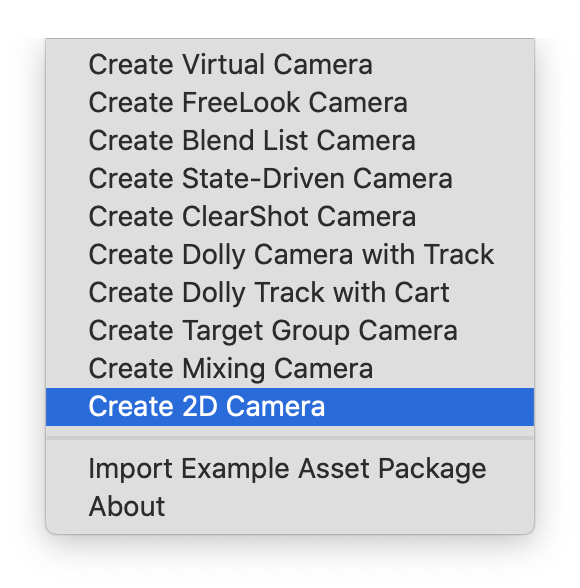 Create Virtual Camera
Create FreeLook Camera
Create Blend List Camera
Create State-Driven Camera
Create ClearShot Camera
Create Dolly Camera with Track
Create Dolly Track with Cart
Create Target Group Camera
Create Mixing Camera
Create 2D Camera
Import Example Asset Package
About